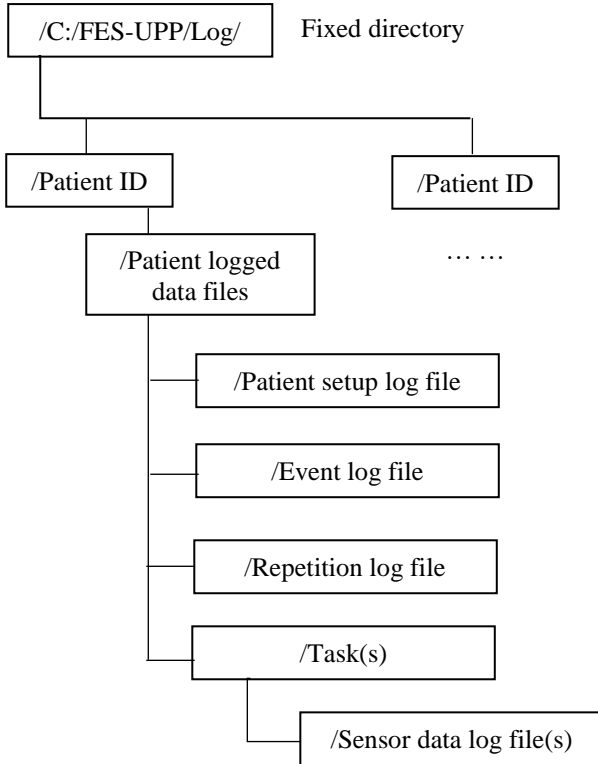 /C:/FES-UPP/Log/ Fixed directory
/Patient ID /Patient ID
/Patient logged
data files
… …
/Patient setup log file
/Event log file
/Repetition log file
/Task(s)
/Sensor data log file(s)